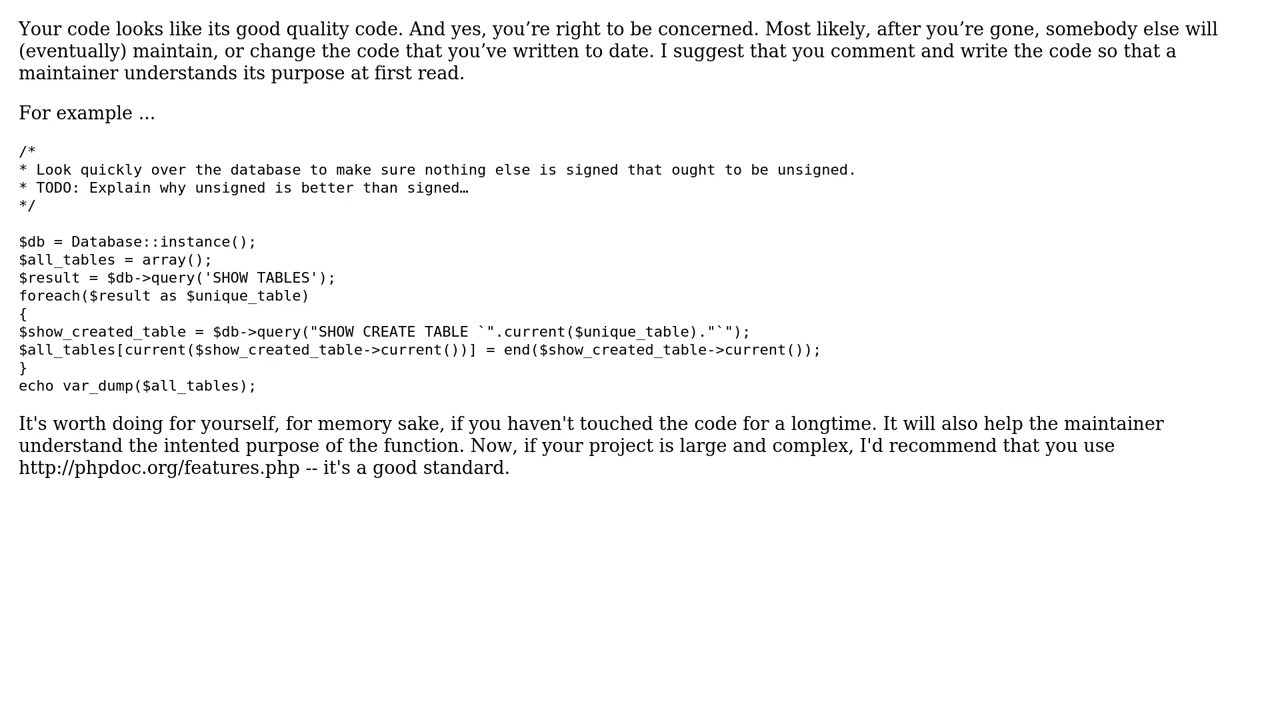 Your code looks like its good quality code. And yes, you’re right to be concerned. Most likely, after you’re gone, somebody else will
(eventually) maintain, or change the code that you’ve written to date. I suggest that you comment and write the code so that a
maintainer understands its purpose at first read.
For example ...
/*
* Look quickly over the database to make sure nothing else is signed that ought to be unsigned.
* TODO: Explain why unsigned is better than signed…
*/
$db = Database::instance();
$all_tables = array();
$result = $db->query('SHOW TABLES');
foreach($result as $unique_table)
{
$show_created_table = $db->query("SHOW CREATE TABLE `".current($unique_table)."`");
$all_tables[current($show_created_table->current())] = end($show_created_table->current());
}
echo var_dump($all_tables);
It's worth doing for yourself, for memory sake, if you haven't touched the code for a longtime. It will also help the maintainer
understand the intented purpose of the function. Now, if your project is large and complex, I'd recommend that you use
http://phpdoc.org/features.php -- it's a good standard.